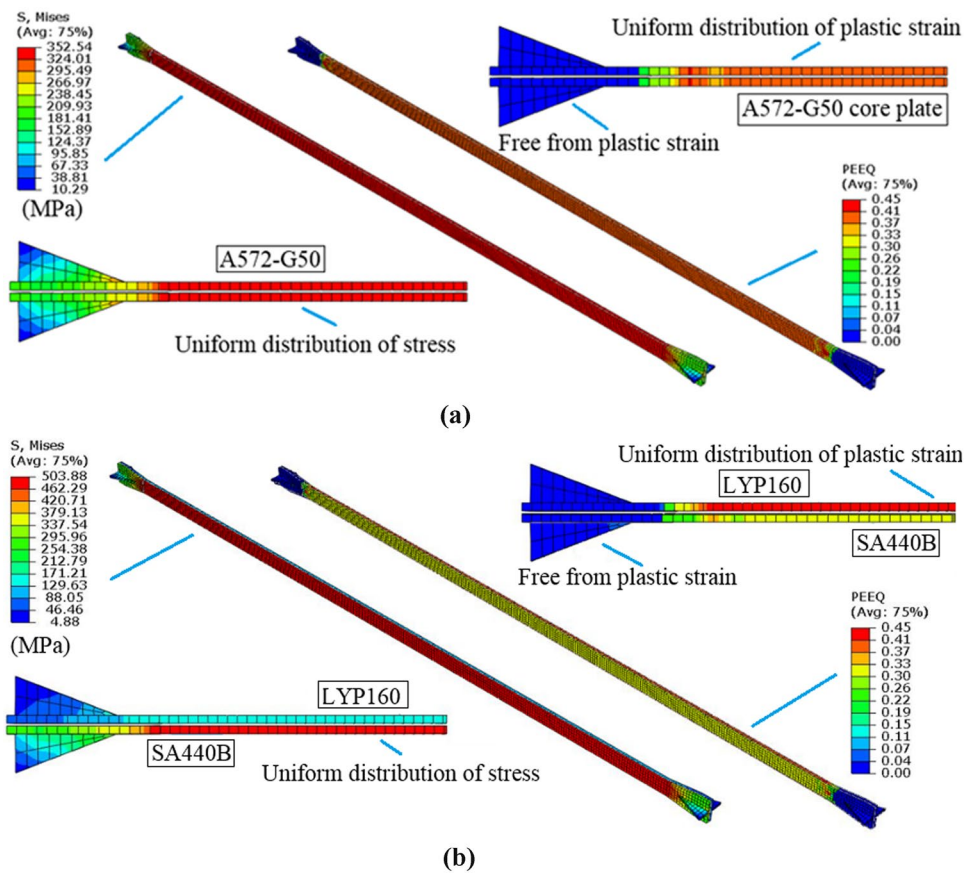 S, Mises
(Avg: 75%)
352.54
324.01
295.49
266.97
238.45
209.93
181.41
152.89
124.37
95.85
67.33
38.81
10.29
(MPa)
Uniform distribution of plastic strain
A572-G50 core plate
Free from plastic strain
PEEQ
(Avg: 75%)
0.45
0.41
0.37
0.33
0.30
0.26
0.22
0.19
0.15
0.11
0.07
0.04
0.00
A572-G50
Uniform distribution of stress
(a)
S, Mises
(Avg: 75%)
503.88
462.29
420.71
379.13
337.54
295.96
254.38
212.79
171.21
129.63
88.05
46.46
4.88
(MPa)
Uniform distribution of plastic strain
LYP160
SA440B
Free from plastic strain
PEEQ
(Avg: 75%)
0.45
0.41
0.37
0.33
0.30
0.26
0.22
0.19
0.15
0.11
0.07
0.04
0.00
LYP160
SA440B
Uniform distribution of stress
(b)